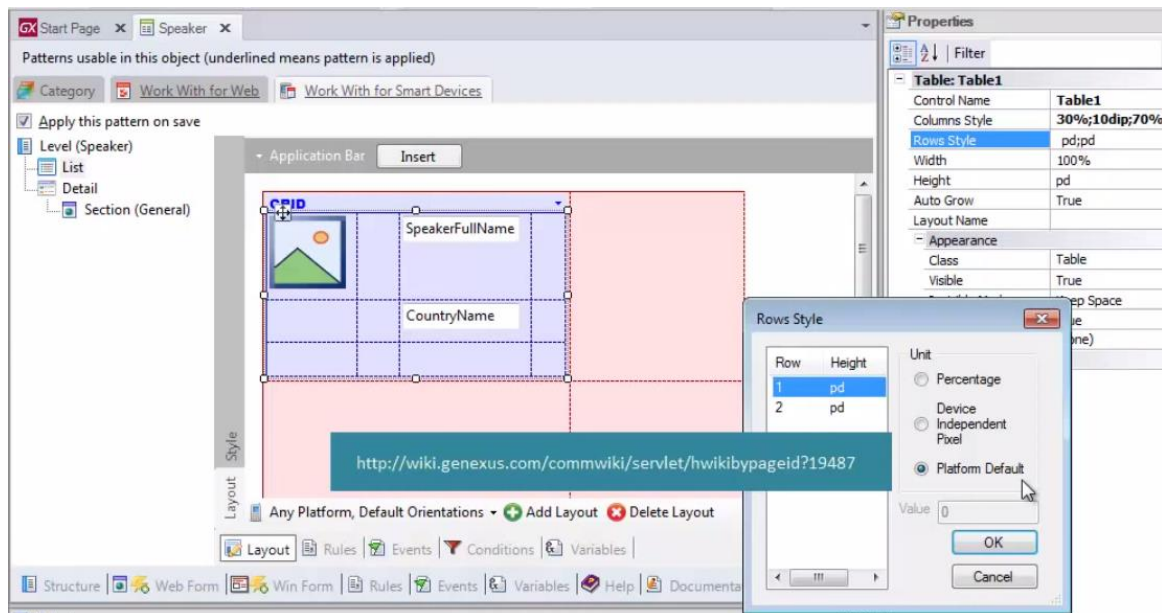 GX Start Page x Speaker x
Patterns usable in this object (underlined means pattern is applied)
Category Work With for Web Work With for Smart Devices
Apply this pattern on save
Level (Speaker)
List
Detail
Section (General)
Application Bar Insert
GRID
SpeakerFullName
CountryName
Style
Layout
http://wiki.genexus.com/commwiki/servlet/hwikibypageid?19487
Any Platform, Default Orientations Add Layout Delete Layout
Layout Rules Events Conditions Variables
Structure Web Form Win Form Rules Events Variables Help Documenta
Properties
Filter
Table: Table1
Control Name Table1
Columns Style 30%;10dip;70%
Rows Style pd;pd
Width 100%
Height pd
Auto Grow True
Layout Name
Appearance
Class Table
Visible True
Space
Rows Style
Row Height
1 pd
2 pd
Unit
Percentage
Device
Independent
Pixel
Platform Default
Value 0
OK
Cancel